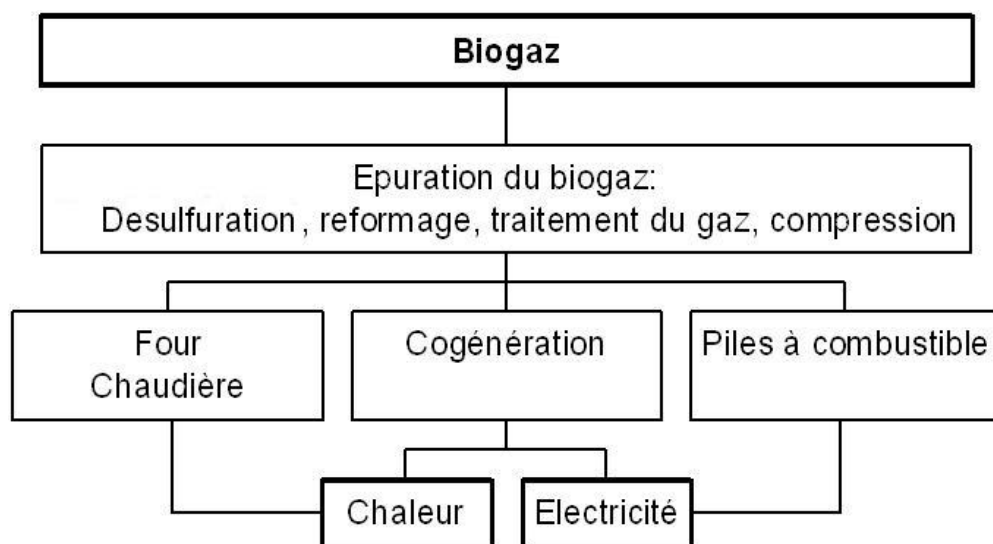 Biogaz
Epuration du biogaz:
Desulfuration , reformage, traitement du gaz, compression
Four
Chaudière
Cogénération
Piles à combustible
Chaleur
Electricité